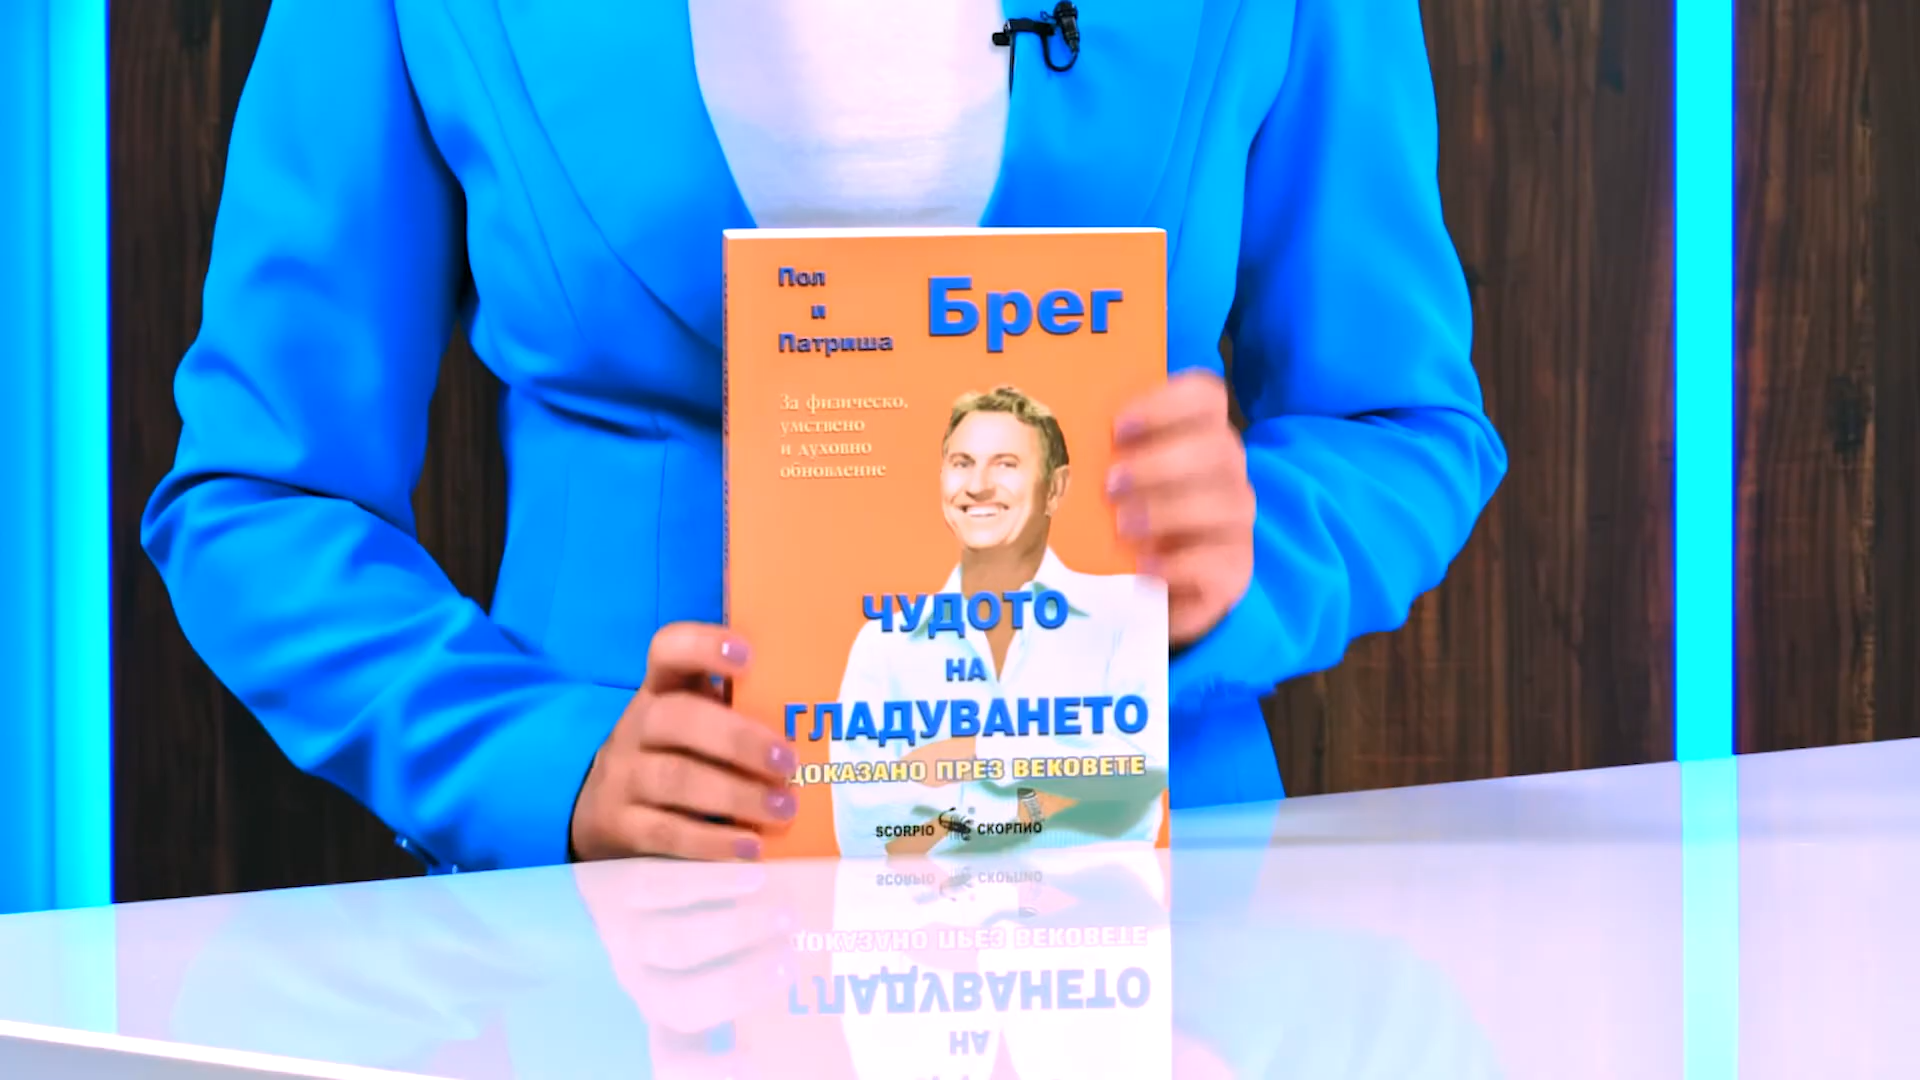 Пол
и
Патриша
Брег
За физическо,
умствено
и духовно
обновление
ЧУДОТО
НА
ГЛАДУВАНЕТО
ДОКАЗАНО ПРЕЗ ВЕКОВЕТЕ
SCORPIO СКОРПИО